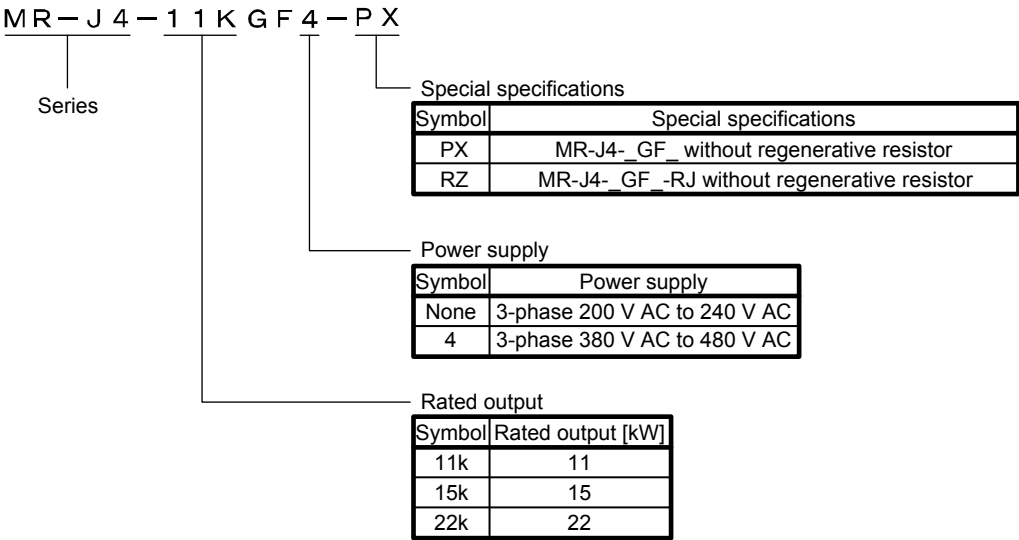 MR-J4-11KGF4-PX
Series
Special specifications
Symbol Special specifications
PX MR-J4-_GF_ without regenerative resistor
RZ MR-J4-_GF_-RJ without regenerative resistor
Power supply
Symbol Power supply
None 3-phase 200 V AC to 240 V AC
4 3-phase 380 V AC to 480 V AC
Rated output
Symbol Rated output [kW]
11k 11
15k 15
22k 22